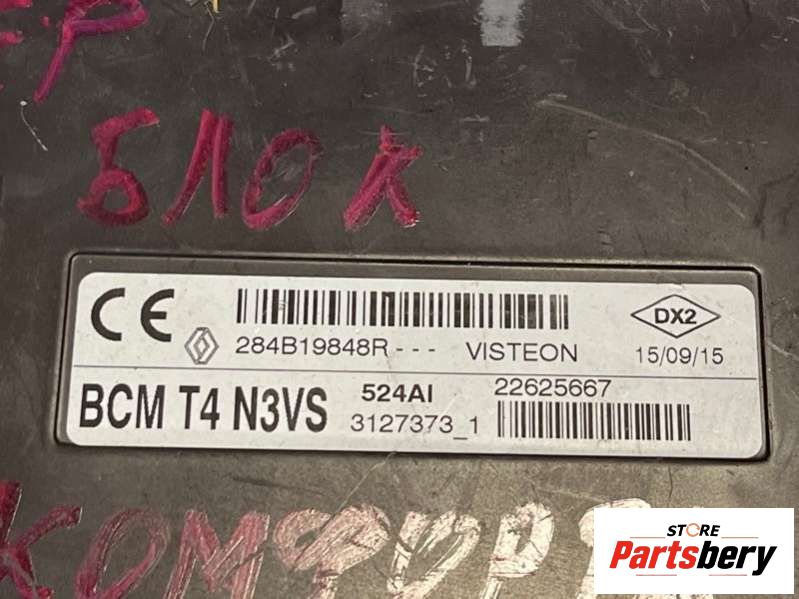 БЛОК
CE 284B19848R - - - VISTEON DX2 15/09/15
BCM T4 N3VS 524AI 22625667
3127373_1
STORE
Partsbery